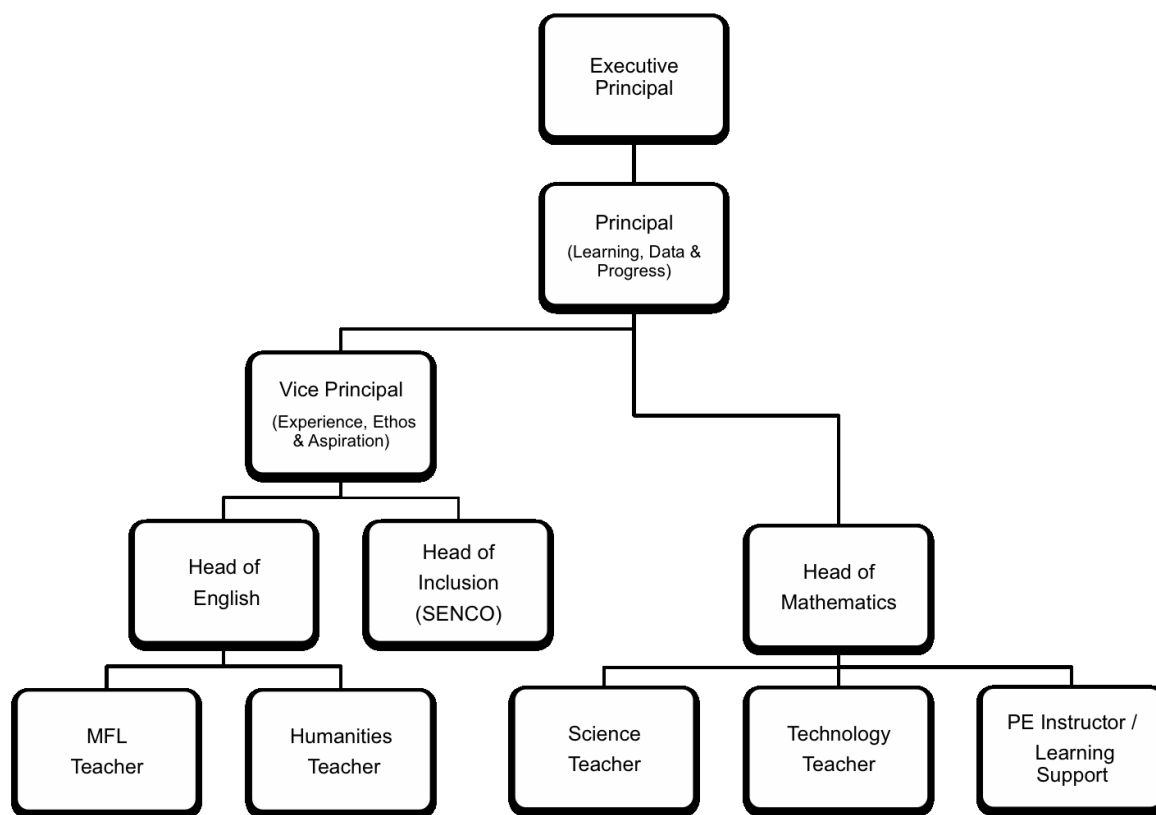 Executive
Principal
Principal
(Learning, Data &
Progress)
Vice Principal
(Experience, Ethos
& Aspiration)
Head of
English
Head of
Inclusion
(SENCO)
Head of
Mathematics
MFL
Teacher
Humanities
Teacher
Science
Teacher
Technology
Teacher
PE Instructor /
Learning
Support